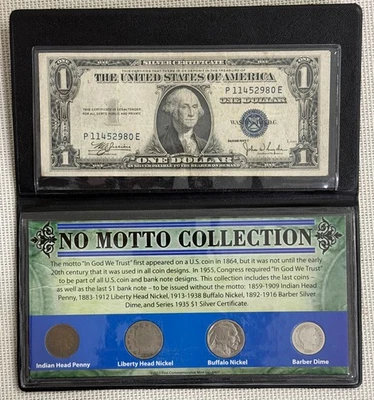 SILVER CERTIFICATE
THE UNITED STATES OF AMERICA
P 11452980 E
WASHINGTON, D.C.
P 11452980 E
ONE DOLLAR
NO MOTTO COLLECTION
The motto "In God We Trust" first appeared on a U.S. coin in 1864, but it was not until the early
20th century that it was used in all coin designs. In 1955, Congress required "In God We Trust"
to be part of all U.S. coin and bank note designs. This collection includes the last coins –
as well as the last $1 bank note - to be issued without the motto: 1859-1909 Indian Head
Penny, 1883-1912 Liberty Head Nickel, 1913-1938 Buffalo Nickel, 1892-1916 Barber Silver
Dime, and Series 1935 $1 Silver Certificate.
Indian Head Penny
Liberty Head Nickel
Buffalo Nickel
Barber Dime